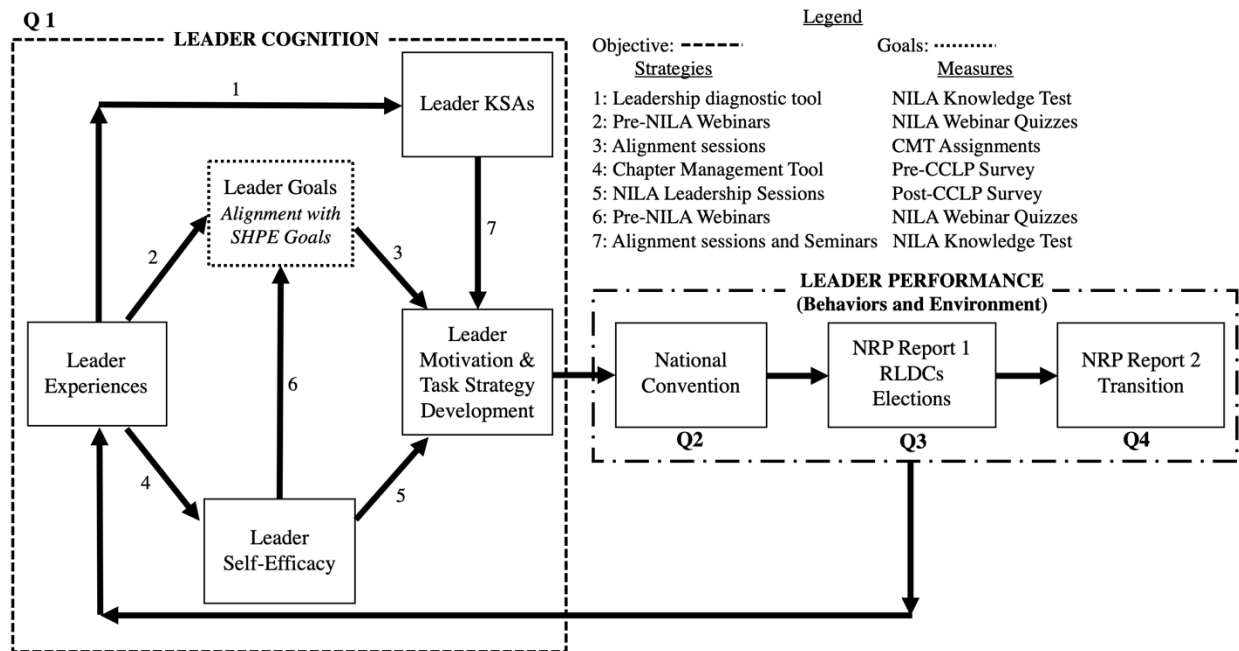 Q 1
LEADER COGNITION
1
Leader KSAs
Leader Goals
Alignment with
SHPE Goals
2
3
7
Leader
Experiences
Leader
Motivation &
Task Strategy
Development
6
4
5
Leader
Self-Efficacy
Legend
Objective:
Goals:
Strategies
Measures
1: Leadership diagnostic tool NILA Knowledge Test
2: Pre-NILA Webinars NILA Webinar Quizzes
3: Alignment sessions CMT Assignments
4: Chapter Management Tool Pre-CCLP Survey
5: NILA Leadership Sessions Post-CCLP Survey
6: Pre-NILA Webinars NILA Webinar Quizzes
7: Alignment sessions and Seminars NILA Knowledge Test
LEADER PERFORMANCE
(Behaviors and Environment)
National
Convention
Q2
NRP Report 1
RLDCs
Elections
Q3
NRP Report 2
Transition
Q4